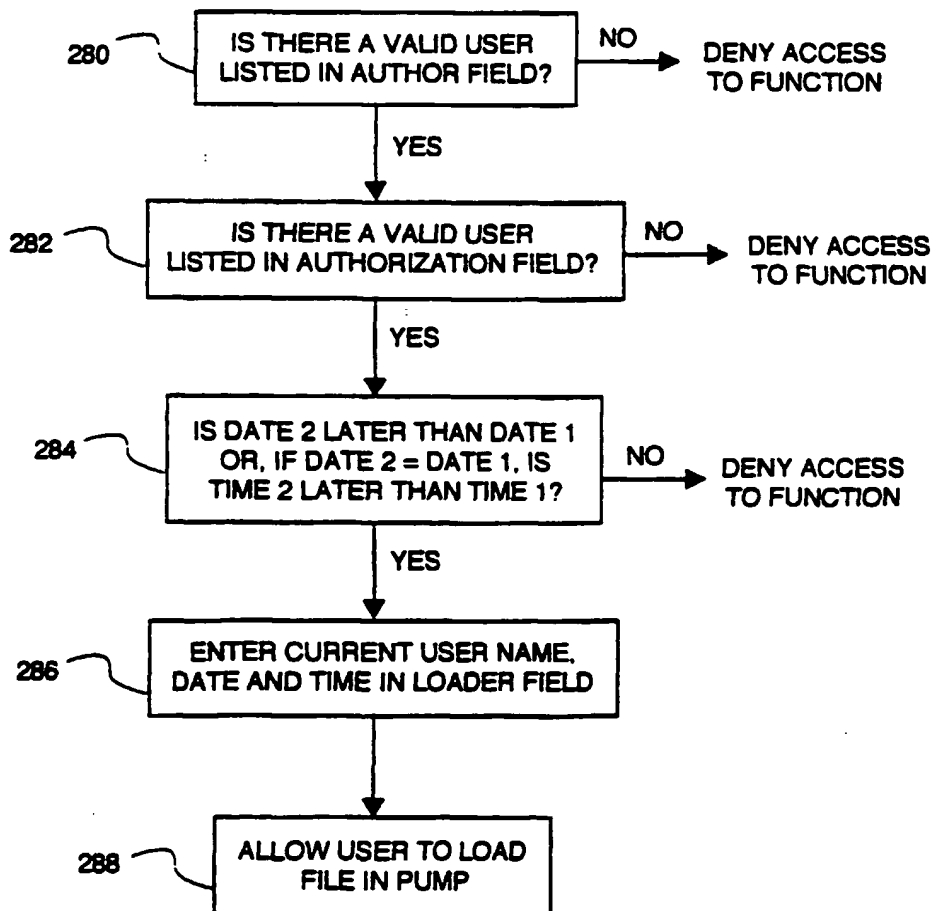 280
IS THERE A VALID USER
LISTED IN AUTHOR FIELD?
NO
DENY ACCESS
TO FUNCTION
YES
282
IS THERE A VALID USER
LISTED IN AUTHORIZATION FIELD?
NO
DENY ACCESS
TO FUNCTION
YES
284
IS DATE 2 LATER THAN DATE 1
OR, IF DATE 2 = DATE 1, IS
TIME 2 LATER THAN TIME 1?
NO
DENY ACCESS
TO FUNCTION
YES
286
ENTER CURRENT USER NAME,
DATE AND TIME IN LOADER FIELD
288
ALLOW USER TO LOAD
FILE IN PUMP